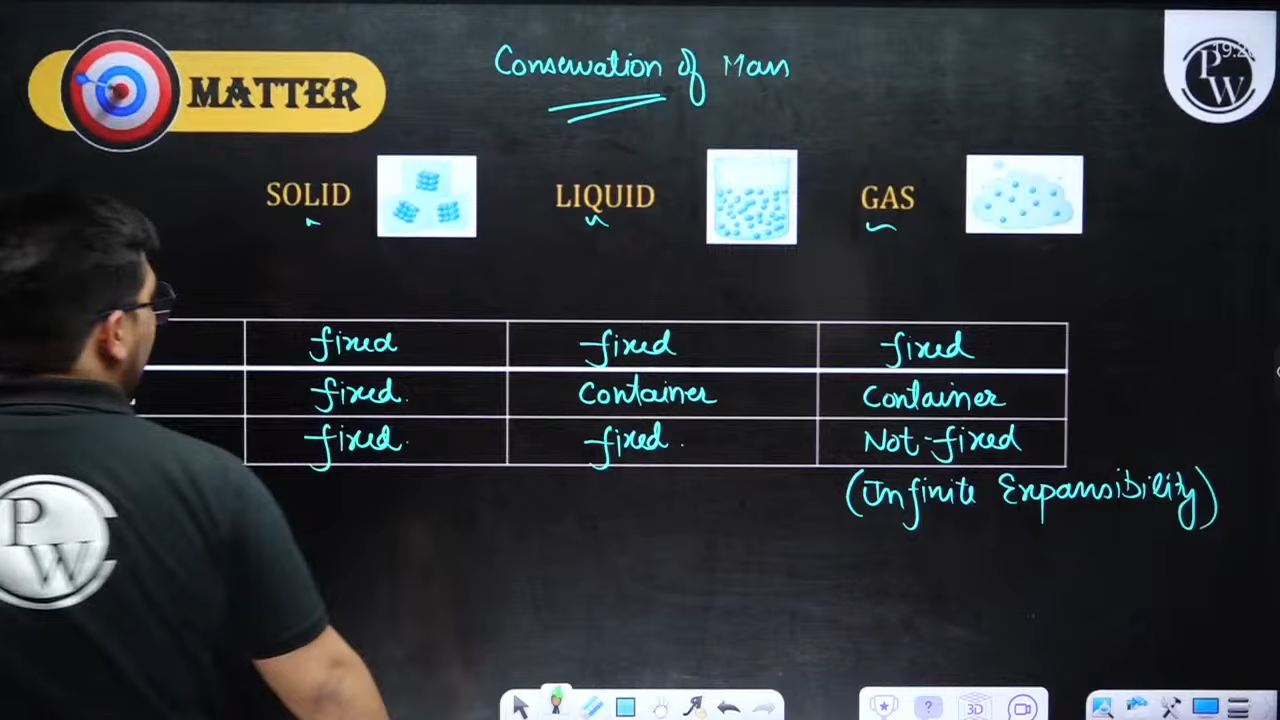 Conservation of Mass
MATTER
PW
SOLID LIQUID GAS
fixed fixed fixed
fixed. Container Container
fixed. fixed. Not-fixed
(Infinite Expansibility)
PW
3D